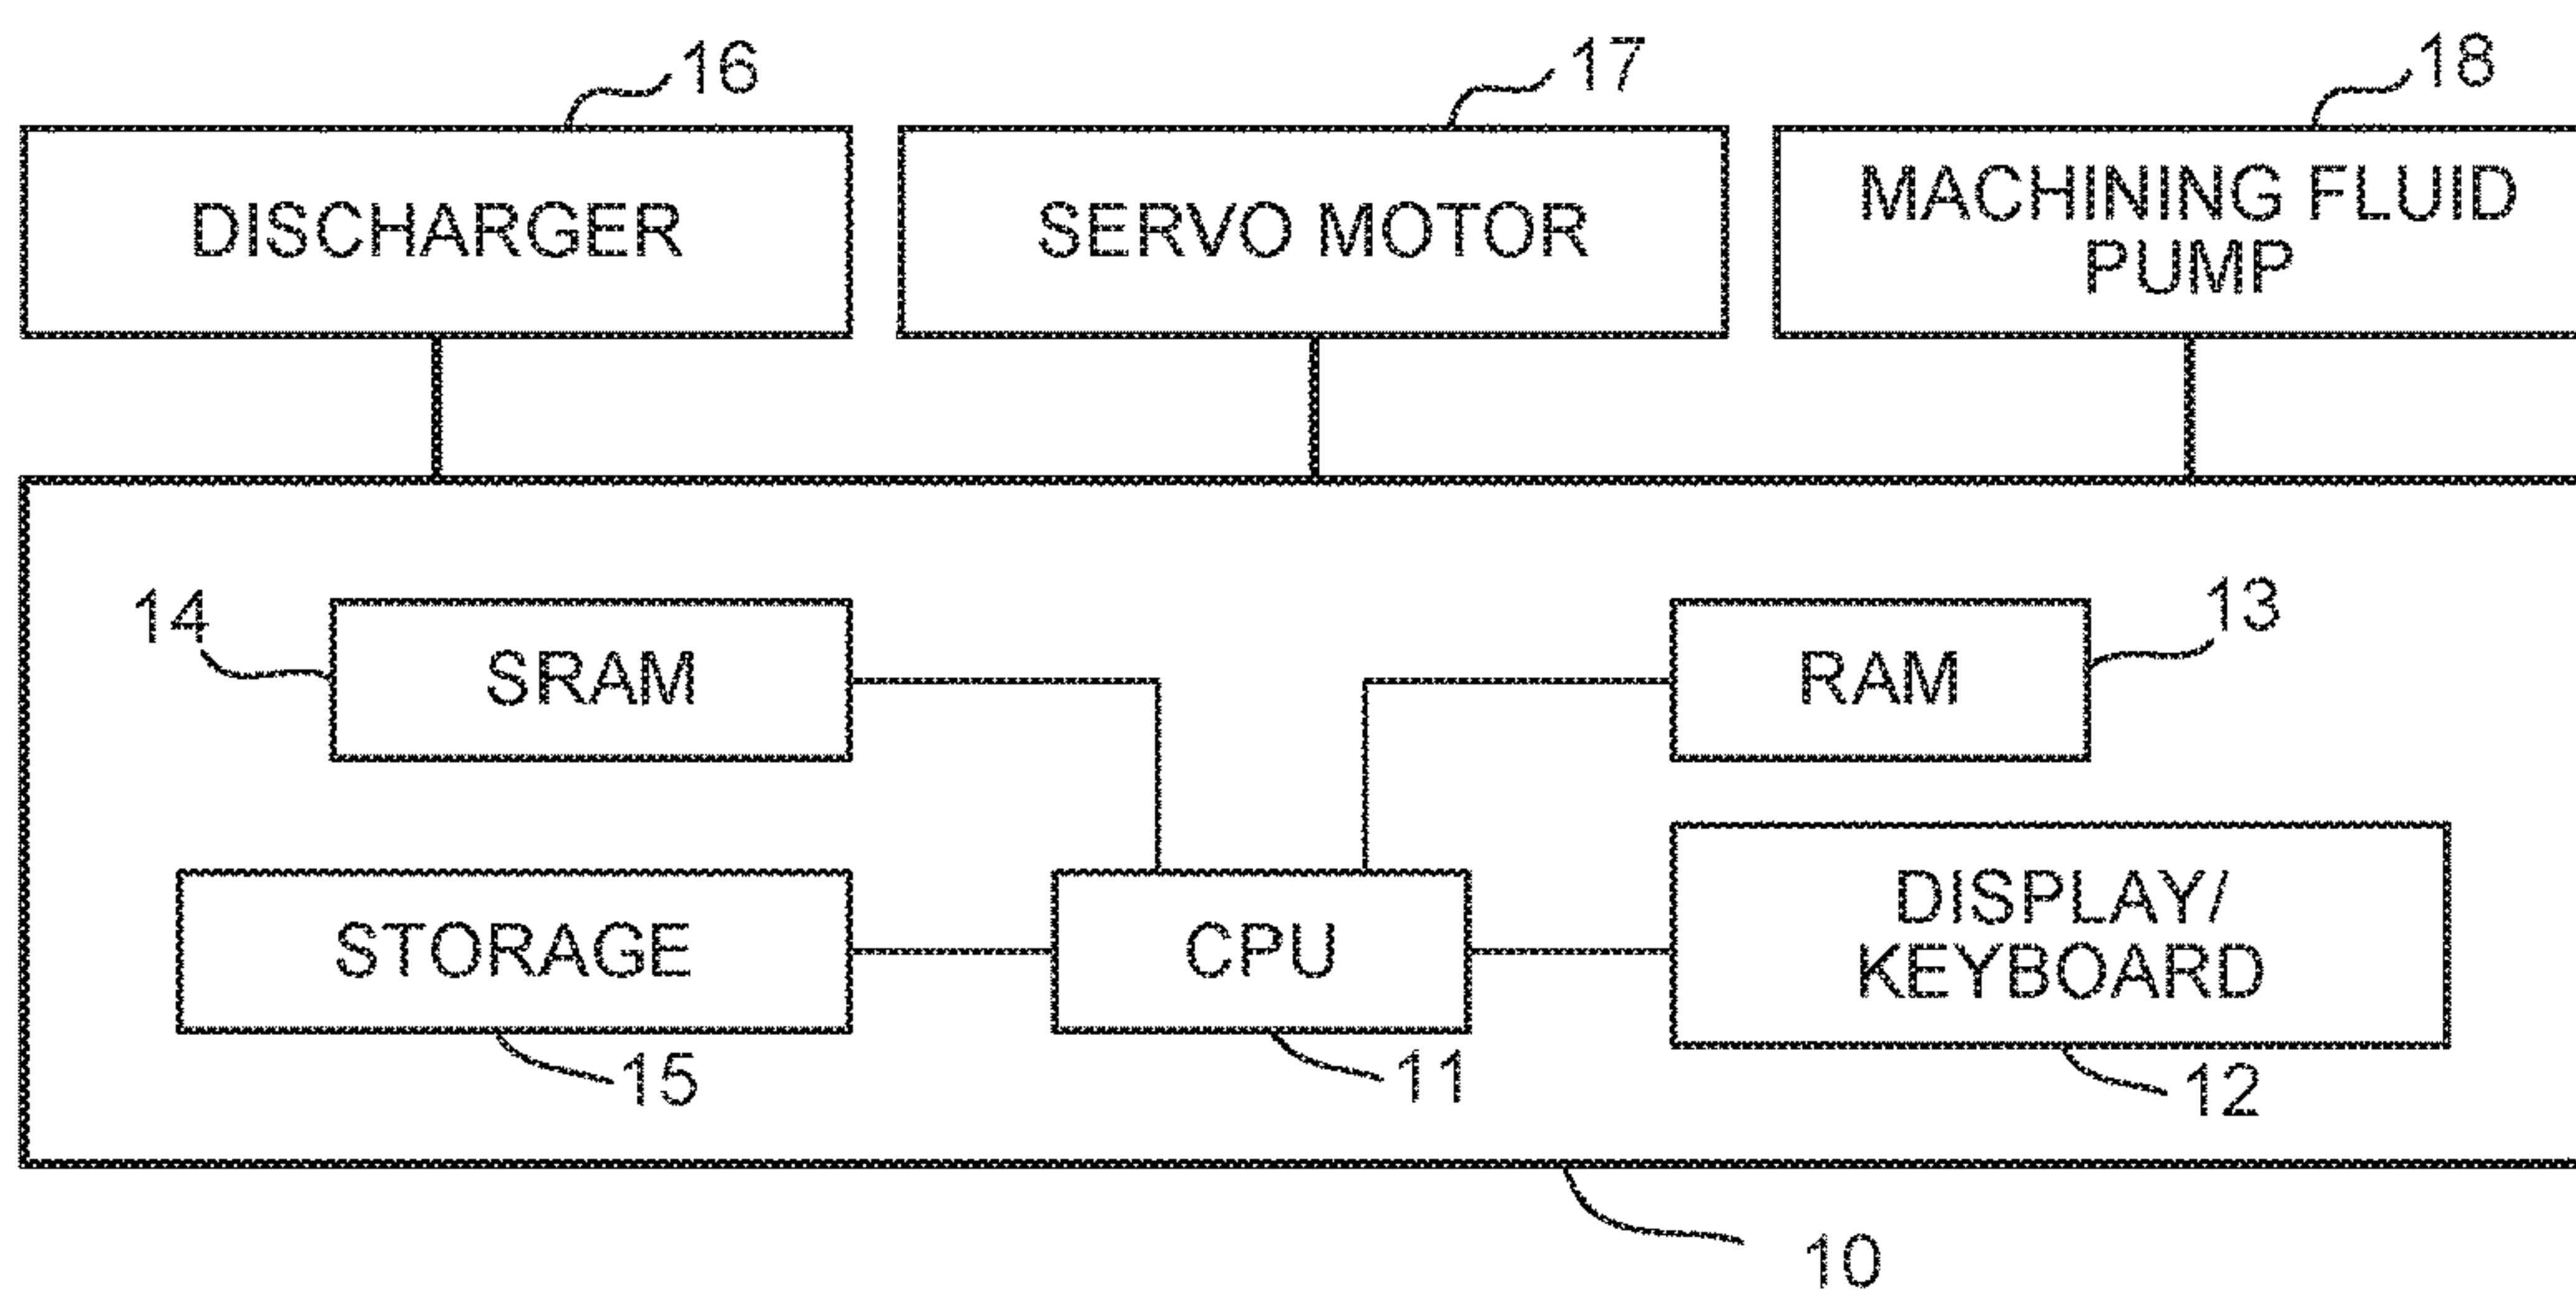 16
17
18
DISCHARGER
SERVO MOTOR
MACHINING FLUID
PUMP
14
SRAM
RAM
13
STORAGE
CPU
DISPLAY/
KEYBOARD
15
11
12
10